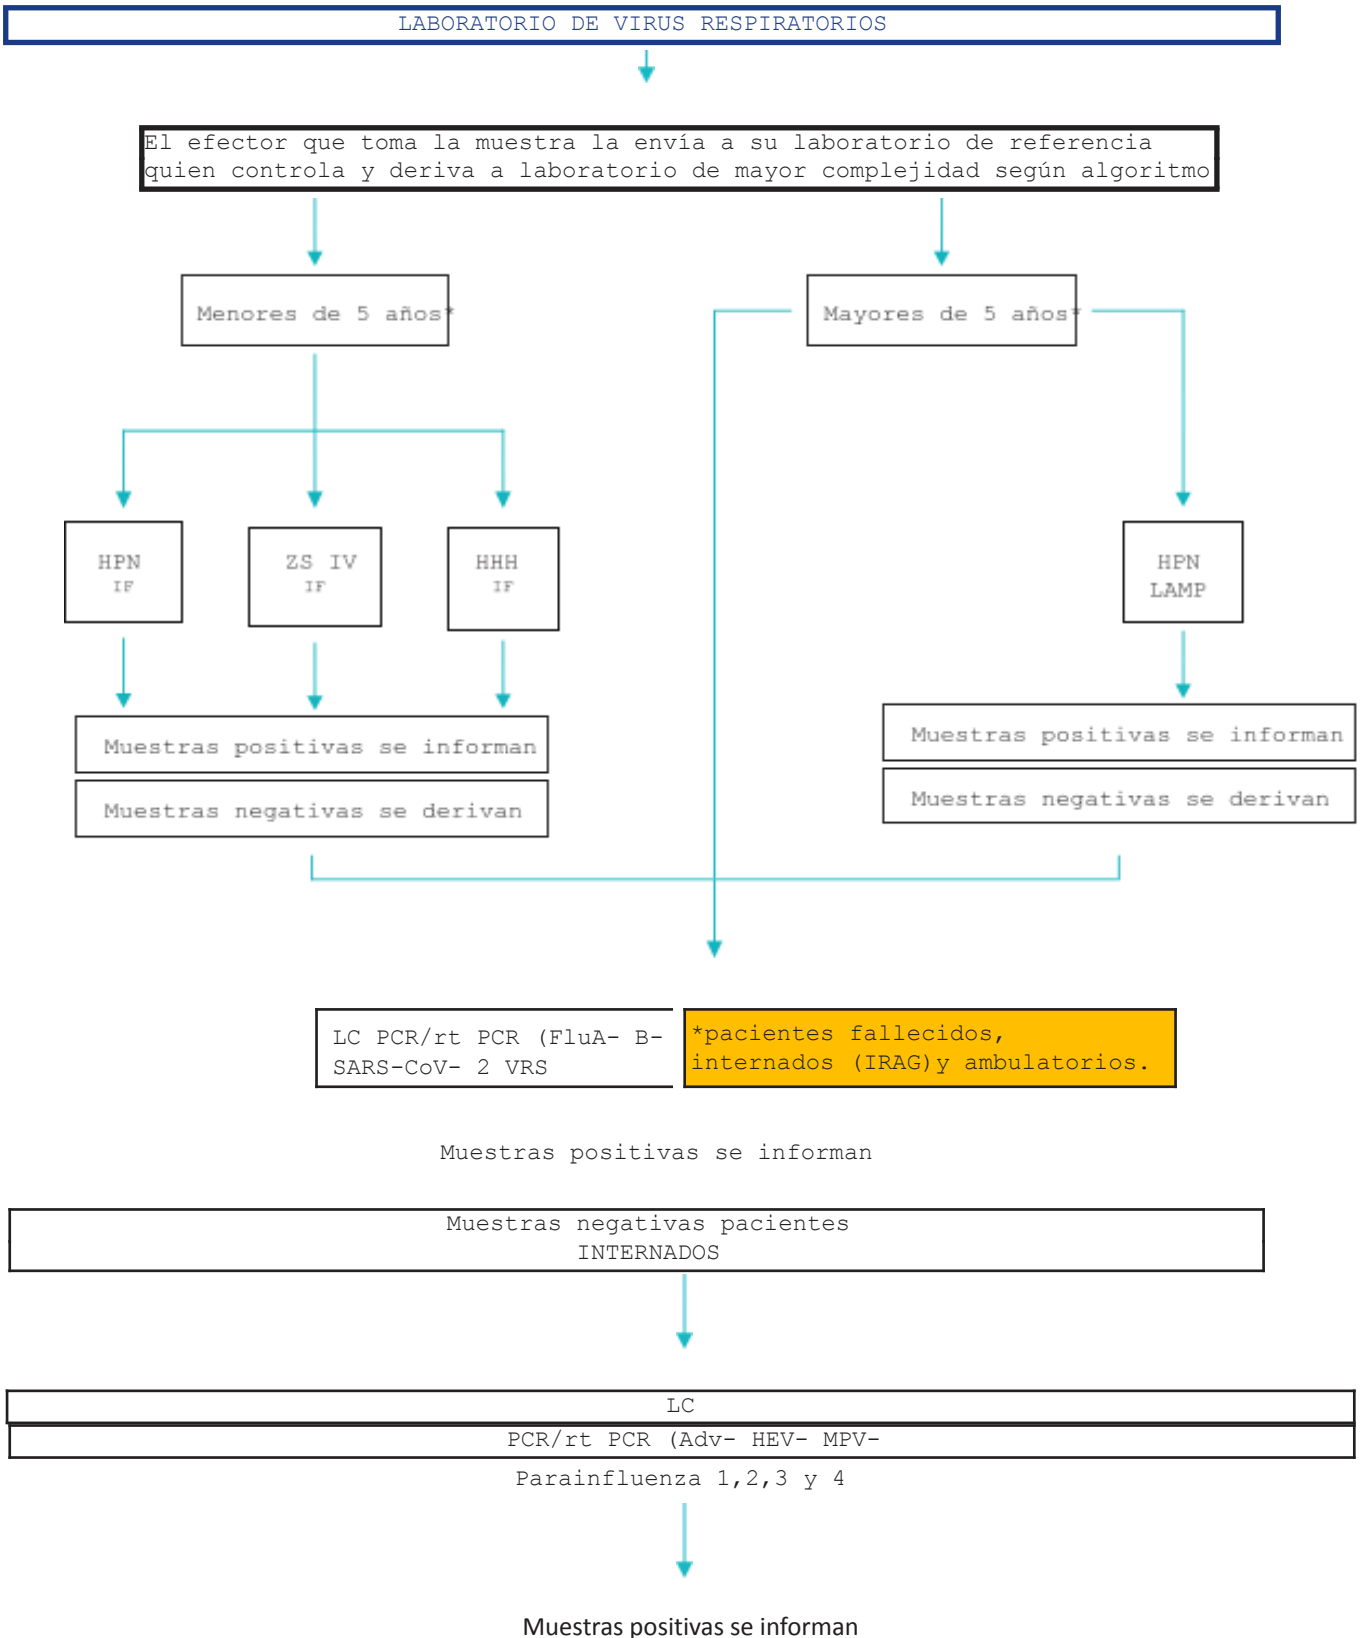 LABORATORIO DE VIRUS RESPIRATORIOS
El efector que toma la muestra la envía a su laboratorio de referencia
quien controla y deriva a laboratorio de mayor complejidad según algoritmo
Menores de 5 años*
Mayores de 5 años*
HPN
IF
ZS IV
IF
HHH
IF
HPN
LAMP
Muestras positivas se informan
Muestras negativas se derivan
Muestras positivas se informan
Muestras negativas se derivan
LC PCR/rt PCR (FluA- B-
SARS-CoV- 2 VRS
*pacientes fallecidos,
internados (IRAG)y ambulatorios.
Muestras positivas se informan
Muestras negativas pacientes
INTERNADOS
LC
PCR/rt PCR (Adv- HEV- MPV-
Parainfluenza 1,2,3 y 4
Muestras positivas se informan